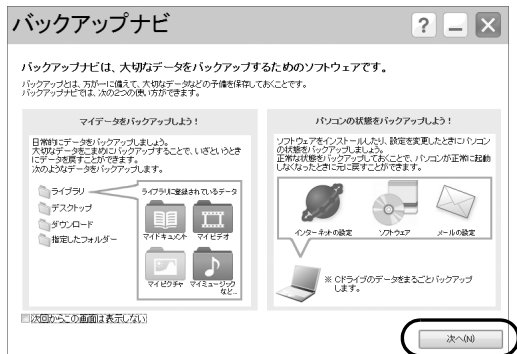 バックアップナビ
バックアップナビは、大切なデータをバックアップするためのソフトウェアです。
バックアップとは、万が一に備えて、大切なデータなどの予備を保存しておくことです。
バックアップナビでは、次の2つの使い方ができます。
マイデータをバックアップしよう！
日常的にデータをバックアップしましょう。
大切なデータをこまめにバックアップすることで、いざというとき
にデータを戻すことができます。
次のようなデータをバックアップします。
ライブラリ
デスクトップ
ダウンロード
指定したフォルダー
ライブラリに登録されているデータ
マイドキュメント マイビデオ
マイピクチャ マイミュージック
など...
パソコンの状態をバックアップしよう！
ソフトウェアをインストールしたり、設定を変更したときにパソコン
の状態をバックアップしましょう。
正常な状態をバックアップしておくことで、パソコンが正常に起動
しなくなったときに元に戻すことができます。
インターネットの設定 ソフトウェア メールの設定
※ Cドライブのデータをまるごとバックアップ
します。
次回からこの画面は表示しない
次へ(N)